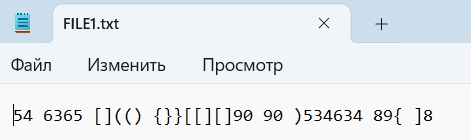 FILE1.txt
Файл Изменить Просмотр
54 6365 [](() {}}[[][]90 90 )534634 89{ ]8